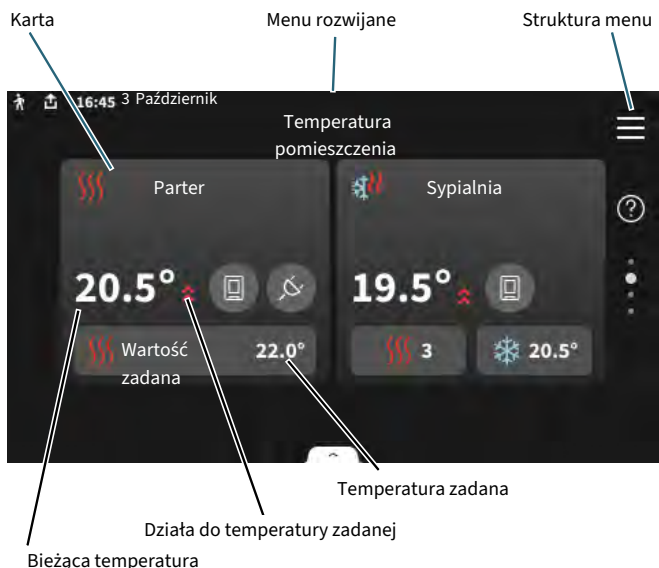 Karta
Menu rozwijane
Struktura menu
16:45 3 Październik
Temperatura
pomieszczenia
Parter
Sypialnia
20.5°
19.5°
Wartość
zadana
22.0°
3
20.5°
Temperatura zadana
Działa do temperatury zadanej
Bieżąca temperatura